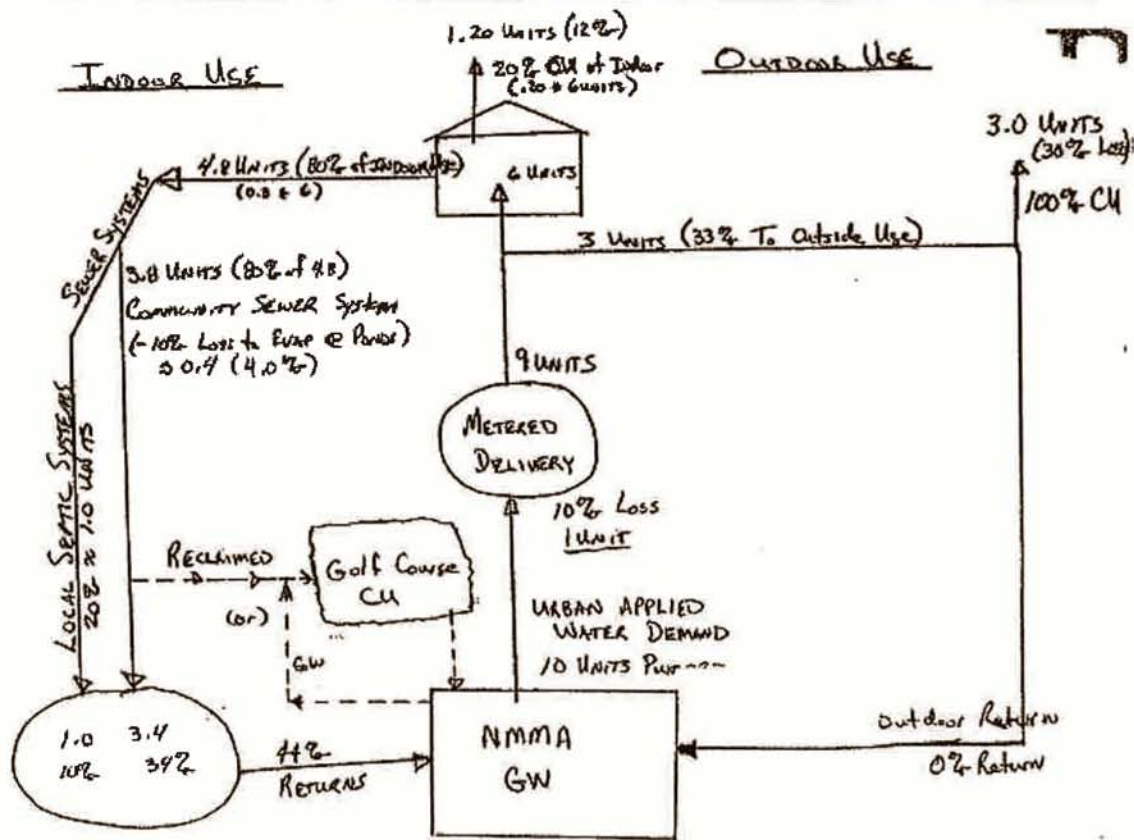 1.20 UNITS (12%)
INDOOR USE
20% CU of Indoor
(.20 * 6 UNITS)
OUTDOOR USE
3.0 UNITS
(30% Loss)
100% CU
4.8 UNITS (80% of INDOOR Use)
(0.8 * 6)
6 UNITS
3 UNITS (33% To Outside Use)
SEWER SYSTEMS
3.8 UNITS (80% of 4.8)
COMMUNITY SEWER SYSTEM
(-10% Loss to EVAP @ PONDS)
0.4 (4.0%)
9 UNITS
METERED
DELIVERY
10% LOSS
1 UNIT
LOCAL SEPTIC SYSTEMS
20% ≈ 1.0 UNITS
RECLAIMED
(or)
GW
Golf Course
CU
URBAN APPLIED
WATER DEMAND
10 UNITS
1.0 3.4
10% 34%
44%
RETURNS
NMMA
GW
Outdoor Return
0% Return